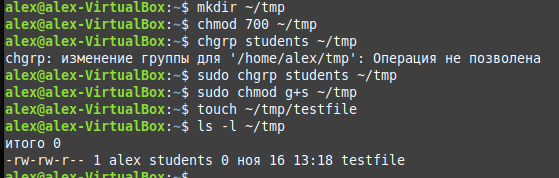 alex@alex-VirtualBox:~$ mkdir ~/tmp
alex@alex-VirtualBox:~$ chmod 700 ~/tmp
alex@alex-VirtualBox:~$ chgrp students ~/tmp
chgrp: изменение группы для '/home/alex/tmp': Операция не позволена
alex@alex-VirtualBox:~$ sudo chgrp students ~/tmp
alex@alex-VirtualBox:~$ sudo chmod g+s ~/tmp
alex@alex-VirtualBox:~$ touch ~/tmp/testfile
alex@alex-VirtualBox:~$ ls -l ~/tmp
итого 0
-rw-rw-r-- 1 alex students 0 ноя 16 13:18 testfile
alex@alex-VirtualBox:~$